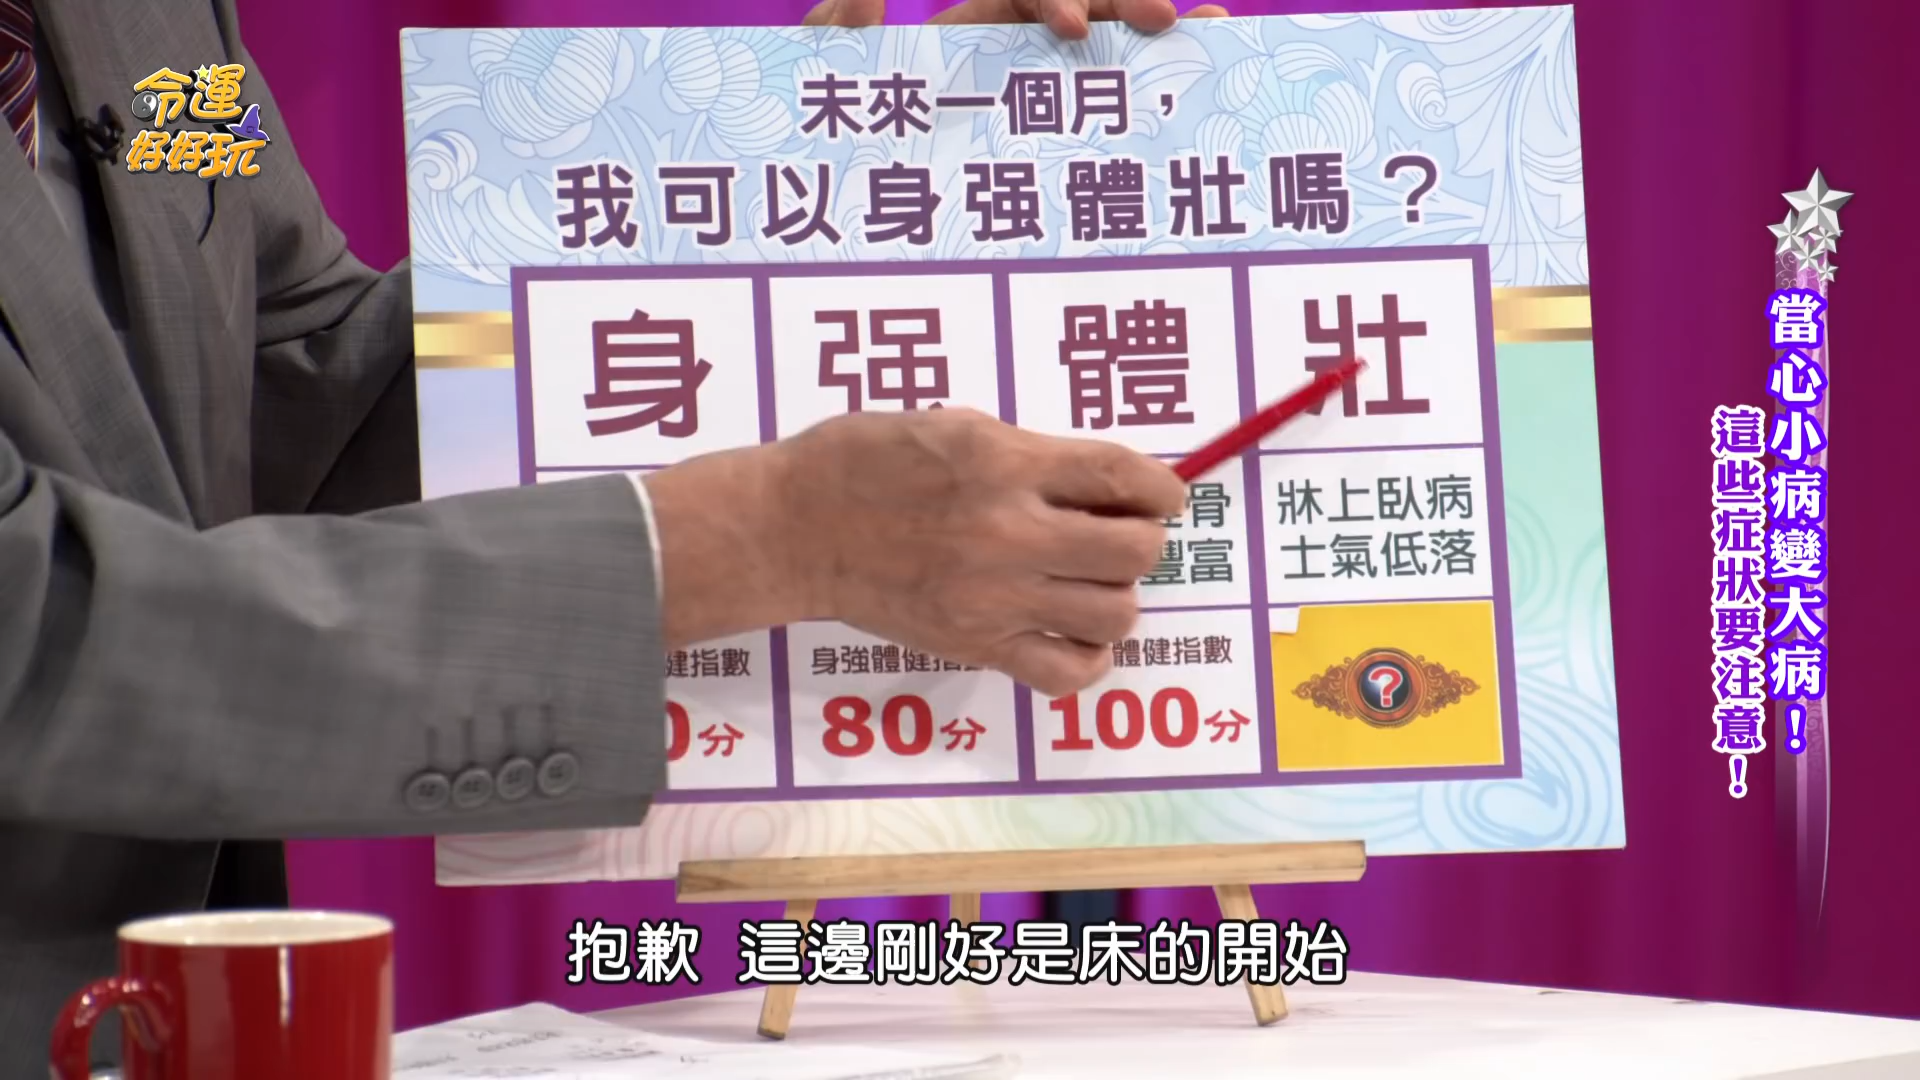 命運
好好玩
未來一個月，
我可以身强體壯嗎？
身 强 體 壯
骨 牀上臥病
豐富 士氣低落
健指數 身強體健指 體健指數
0分 80分 100分 ?
當心小病變大病！
這些症狀要注意！
抱歉 這邊剛好是床的開始